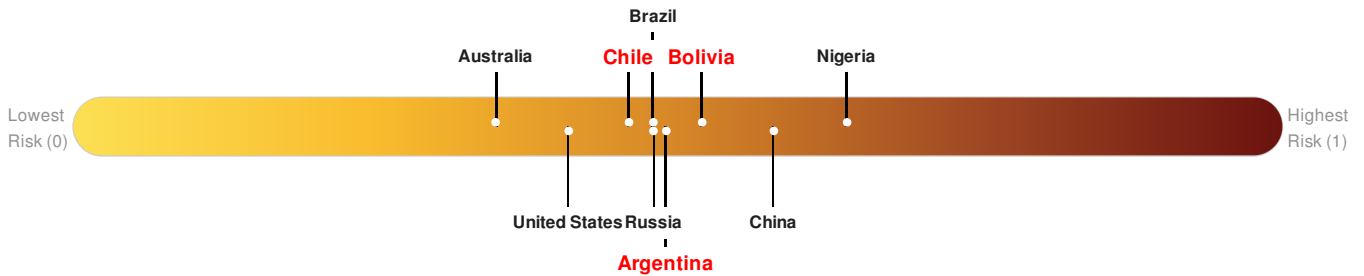 Brazil
Australia
Chile
Bolivia
Nigeria
Lowest
Risk (0)
Highest
Risk (1)
United States
Russia
China
Argentina